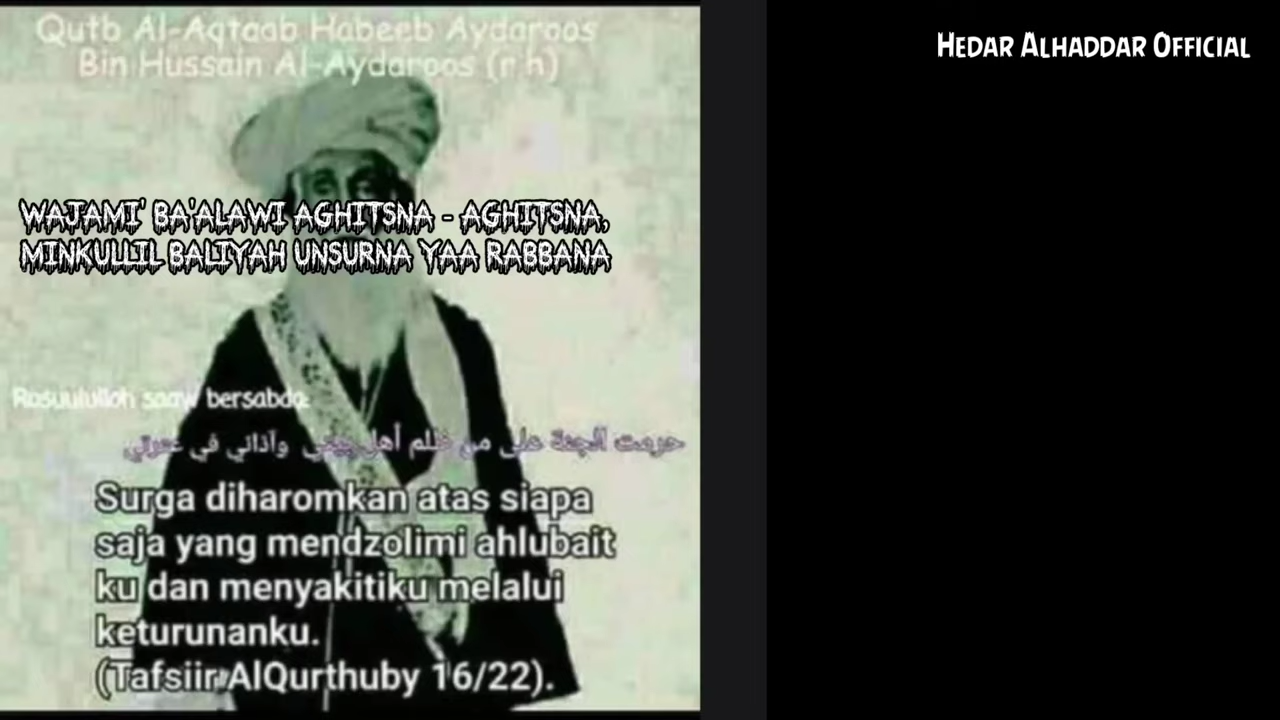 Qutb Al-Aqtaab Habeeb Aydaroos
Bin Hussain Al-Aydaroos (r.h)
HEDAR ALHADDAR OFFICIAL
WAJAMI' BA'ALAWI AGHITSNA - AGHITSNA,
MINKULLIL BALIYAH UNSURNA YAA RABBANA
Rasuulullah saaw bersabda:
حرمت الجنة على من ظلم أهل بيتي وآذاني في عترتي
Surga diharomkan atas siapa
saja yang mendzolimi ahlubait
ku dan menyakitiku melalui
keturunanku.
(Tafsiir AlQurthuby 16/22).